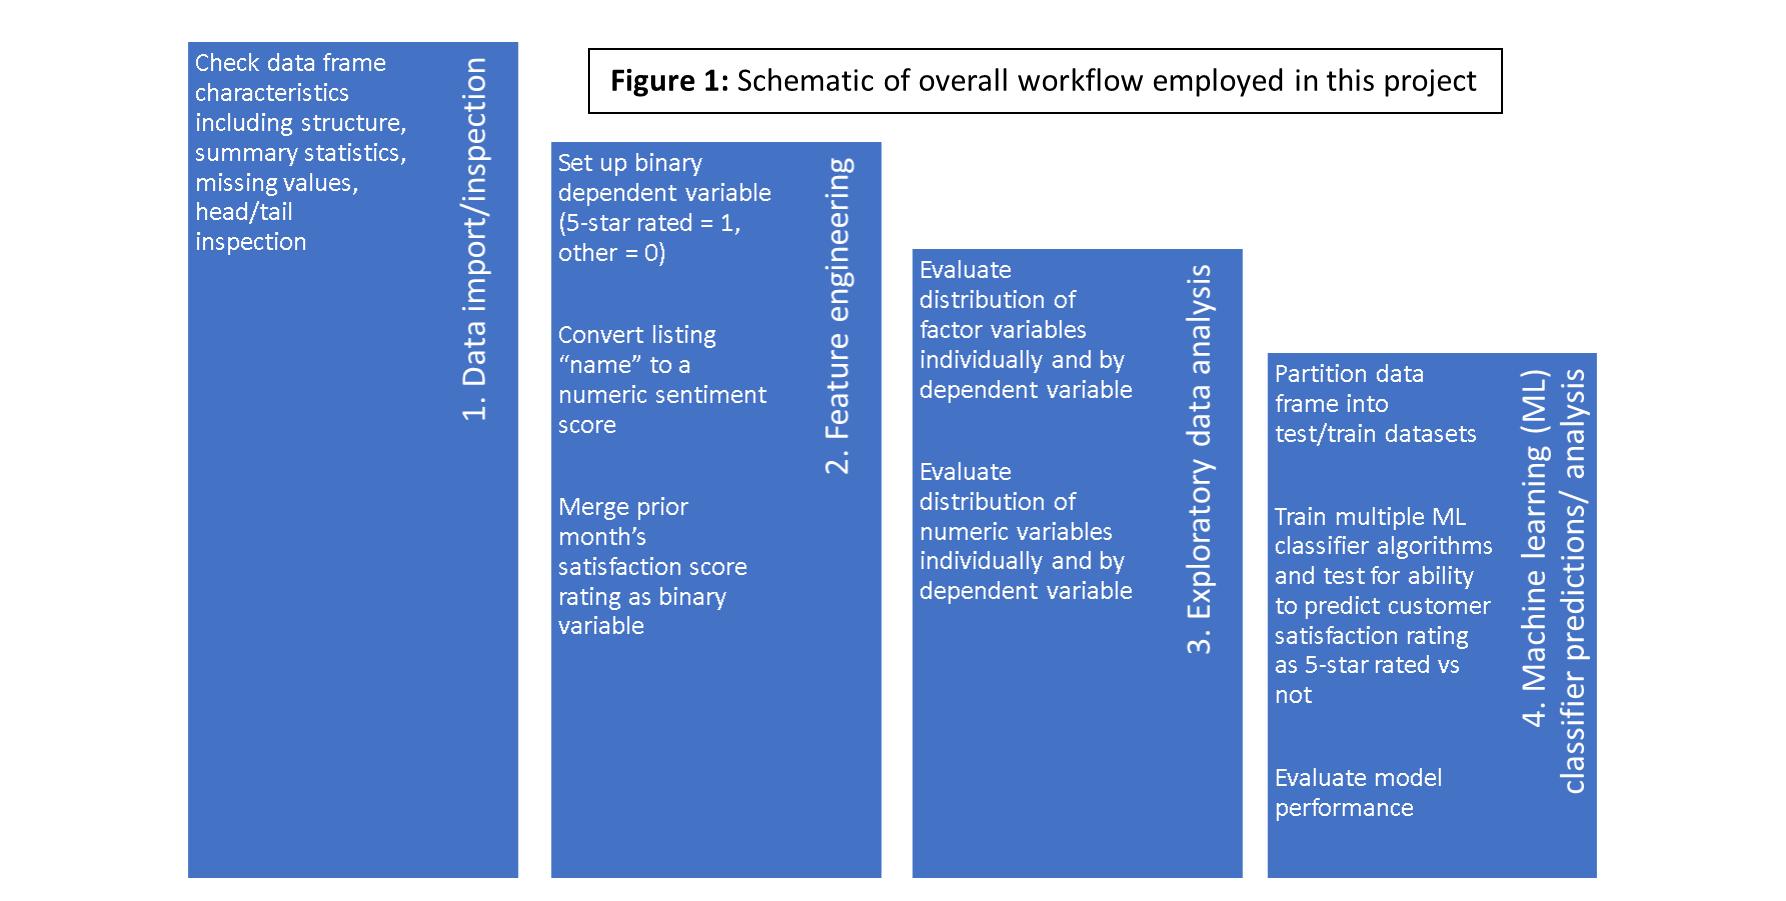 Figure 1: Schematic of overall workflow employed in this project
Check data frame
characteristics
including structure,
summary statistics,
missing values,
head/tail
inspection
1. Data import/inspection
Set up binary
dependent variable
(5-star rated = 1,
other = 0)
Convert listing
“name” to a
numeric sentiment
score
Merge prior
month’s
satisfaction score
rating as binary
variable
2. Feature engineering
Evaluate
distribution of
factor variables
individually and by
dependent variable
Evaluate
distribution of
numeric variables
individually and by
dependent variable
3. Exploratory data analysis
Partition data
frame into
test/train datasets
Train multiple ML
classifier algorithms
and test for ability
to predict customer
satisfaction rating
as 5-star rated vs
not
Evaluate model
performance
4. Machine learning (ML)
classifier predictions/ analysis